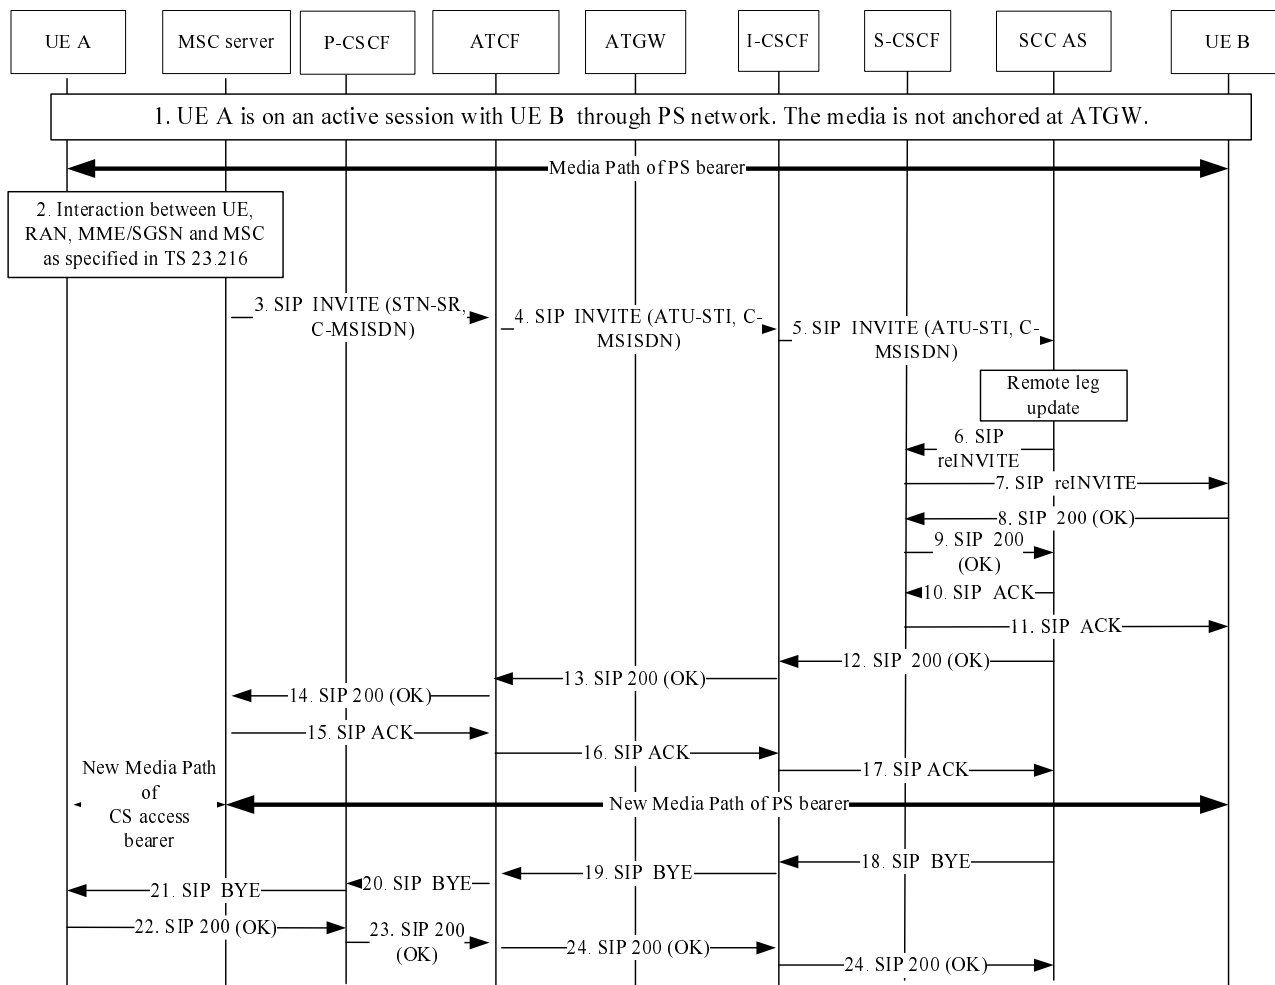 UE A
MSC server
P-CSCF
ATCF
ATGW
I-CSCF
S-CSCF
SCC AS
UE B
1. UE A is on an active session with UE B through PS network. The media is not anchored at ATGW.
Media Path of PS bearer
2. Interaction between UE,
RAN, MME/SGSN and MSC
as specified in TS 23.216
3. SIP INVITE (STN-SR,
C-MSISDN)
4. SIP INVITE (ATU-STI, C-
MSISDN)
5. SIP INVITE (ATU-STI, C-
MSISDN)
Remote leg
update
6. SIP
reINVITE
7. SIP reINVITE
8. SIP 200 (OK)
9. SIP 200
(OK)
10. SIP ACK
11. SIP ACK
12. SIP 200 (OK)
13. SIP 200 (OK)
14. SIP 200 (OK)
15. SIP ACK
16. SIP ACK
17. SIP ACK
New Media Path
of
CS access
bearer
New Media Path of PS bearer
18. SIP BYE
19. SIP BYE
20. SIP BYE
21. SIP BYE
22. SIP 200 (OK)
23. SIP 200
(OK)
24. SIP 200 (OK)
24. SIP 200 (OK)